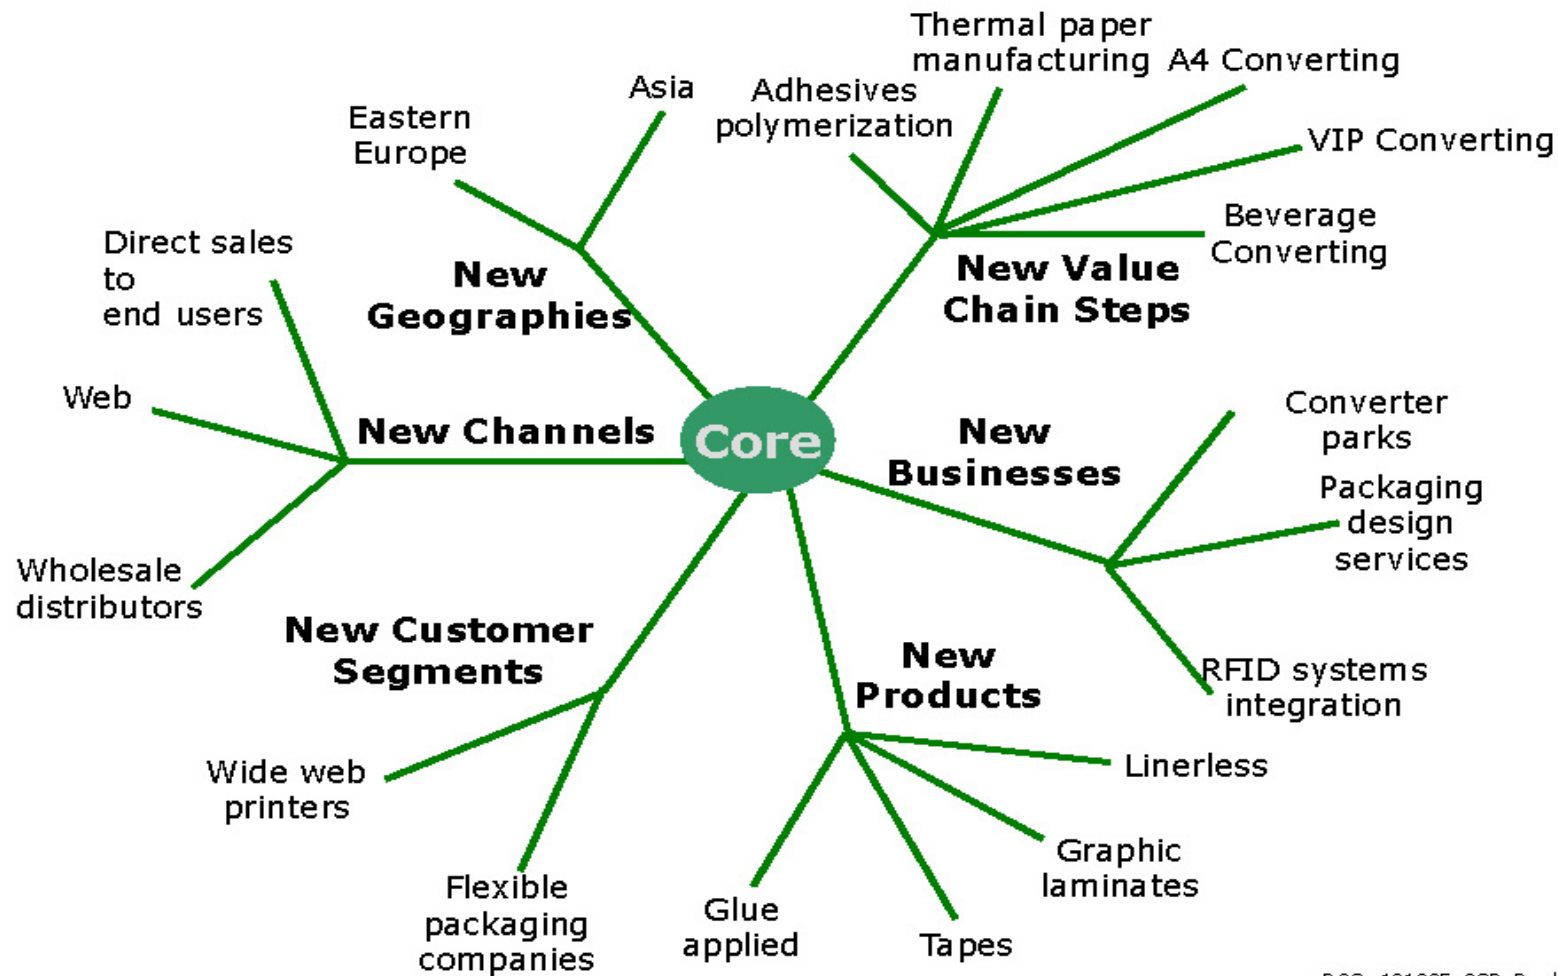 Thermal paper
manufacturing
A4 Converting
Asia
Adhesives
polymerization
Eastern
Europe
VIP Converting
Beverage
Converting
Direct sales
to
end users
New
Geographies
New Value
Chain Steps
Web
New Channels
Core
New
Businesses
Converter
parks
Packaging
design
services
Wholesale
distributors
New Customer
Segments
New
Products
RFID systems
integration
Wide web
printers
Linerless
Graphic
laminates
Flexible
packaging
companies
Glue
applied
Tapes